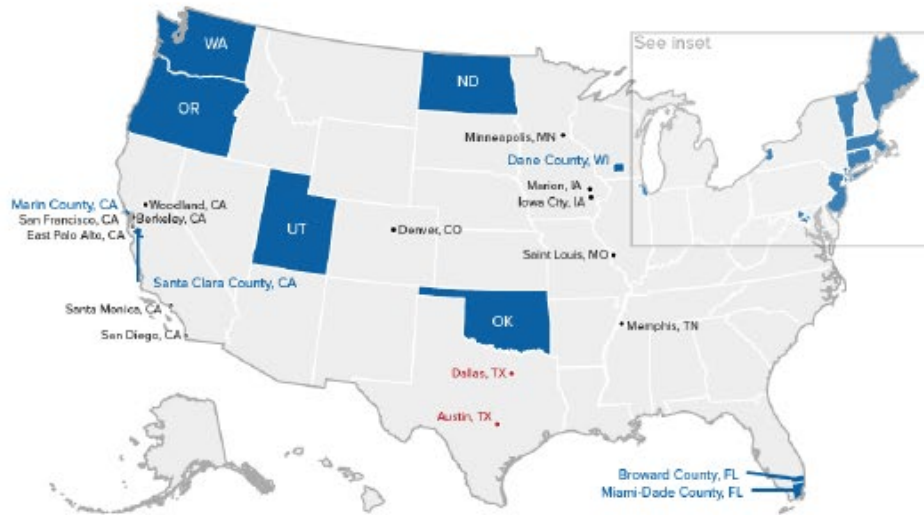 See inset
WA
ND
OR
Minneapolis, MN
Dane County, WI
Marion, IA
Iowa City, IA
Marin County, CA
Woodland, CA
San Francisco, CA
Berkeley, CA
East Palo Alto, CA
UT
Denver, CO
Saint Louis, MO
Santa Clara County, CA
Santa Monica, CA
OK
Memphis, TN
San Diego, CA
Dallas, TX
Austin, TX
Broward County, FL
Miami-Dade County, FL